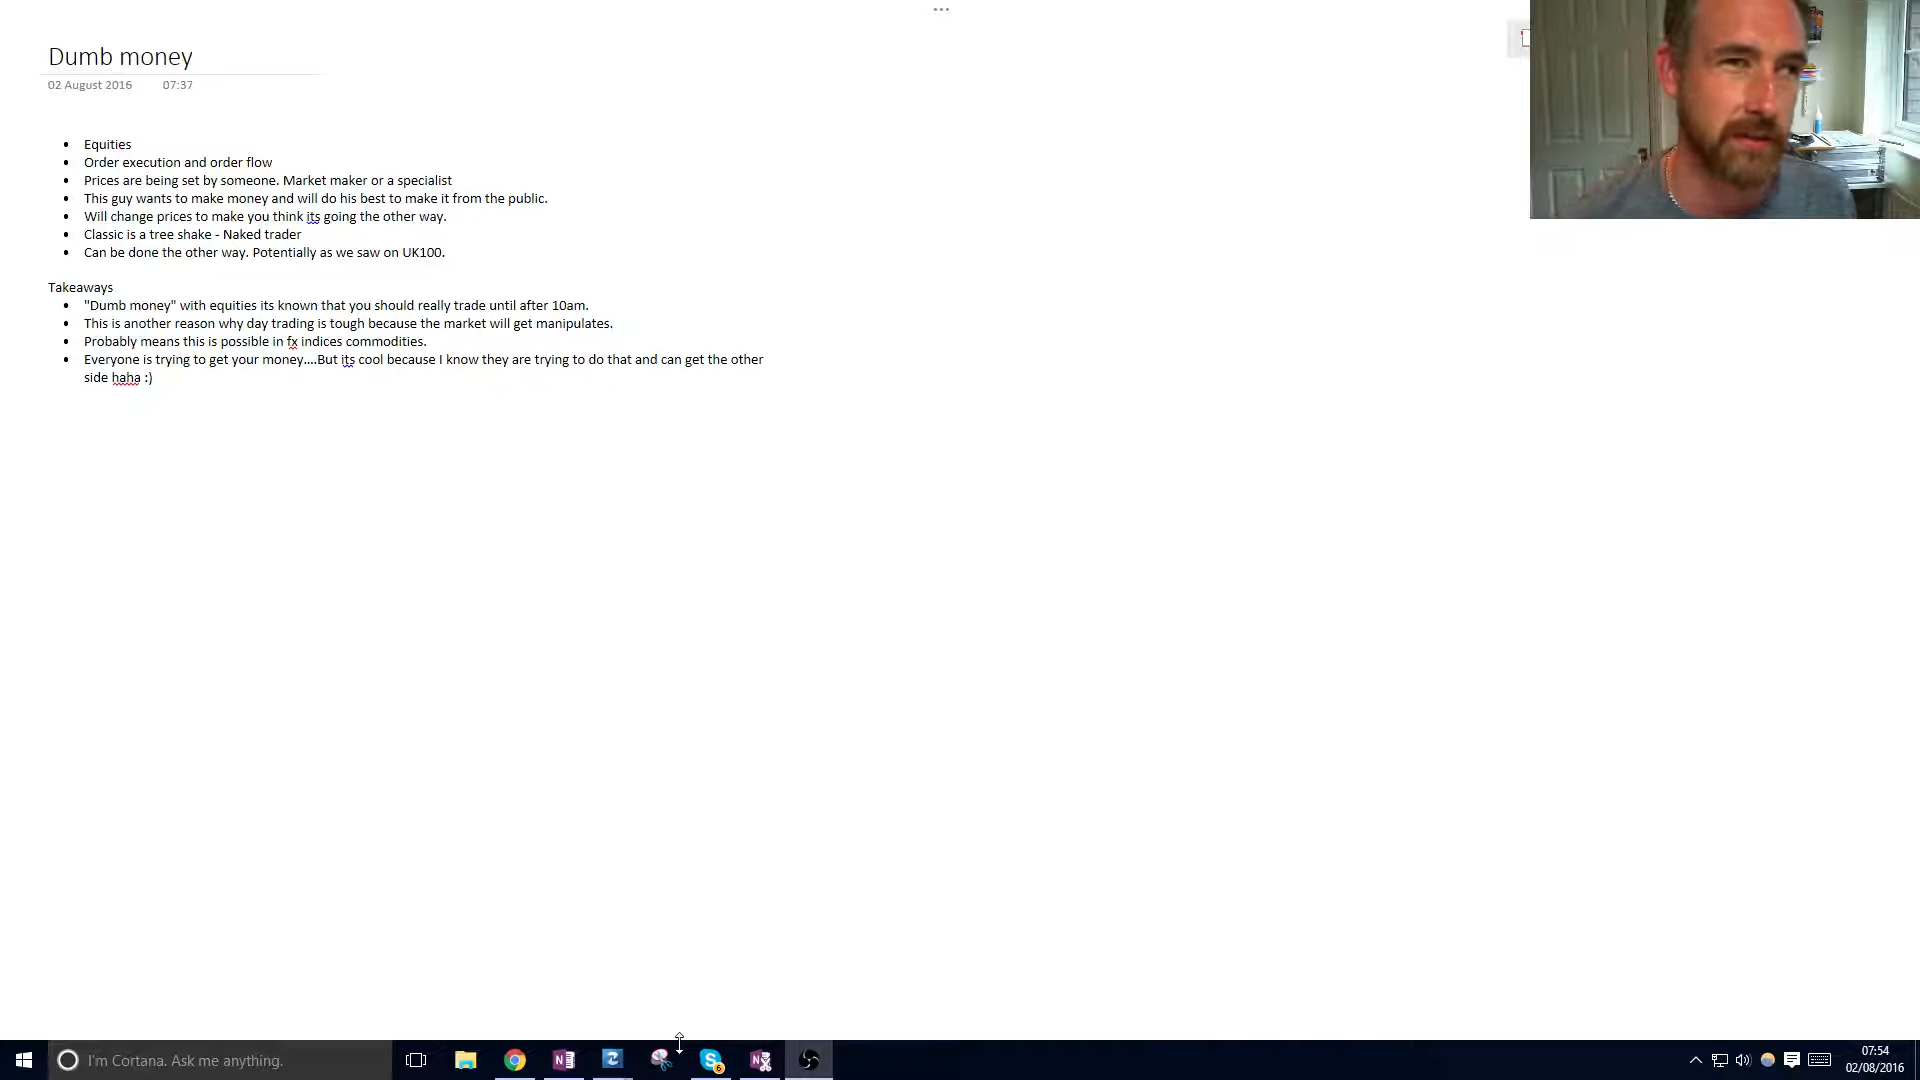 Dumb money
02 August 2016 07:37
• Equities
• Order execution and order flow
• Prices are being set by someone. Market maker or a specialist
• This guy wants to make money and will do his best to make it from the public.
• Will change prices to make you think its going the other way.
• Classic is a tree shake - Naked trader
• Can be done the other way. Potentially as we saw on UK100.
Takeaways
• "Dumb money" with equities its known that you should really trade until after 10am.
• This is another reason why day trading is tough because the market will get manipulates.
• Probably means this is possible in fx indices commodities.
• Everyone is trying to get your money....But its cool because I know they are trying to do that and can get the other
side haha :)
I'm Cortana. Ask me anything.
6
07:54
02/08/2016